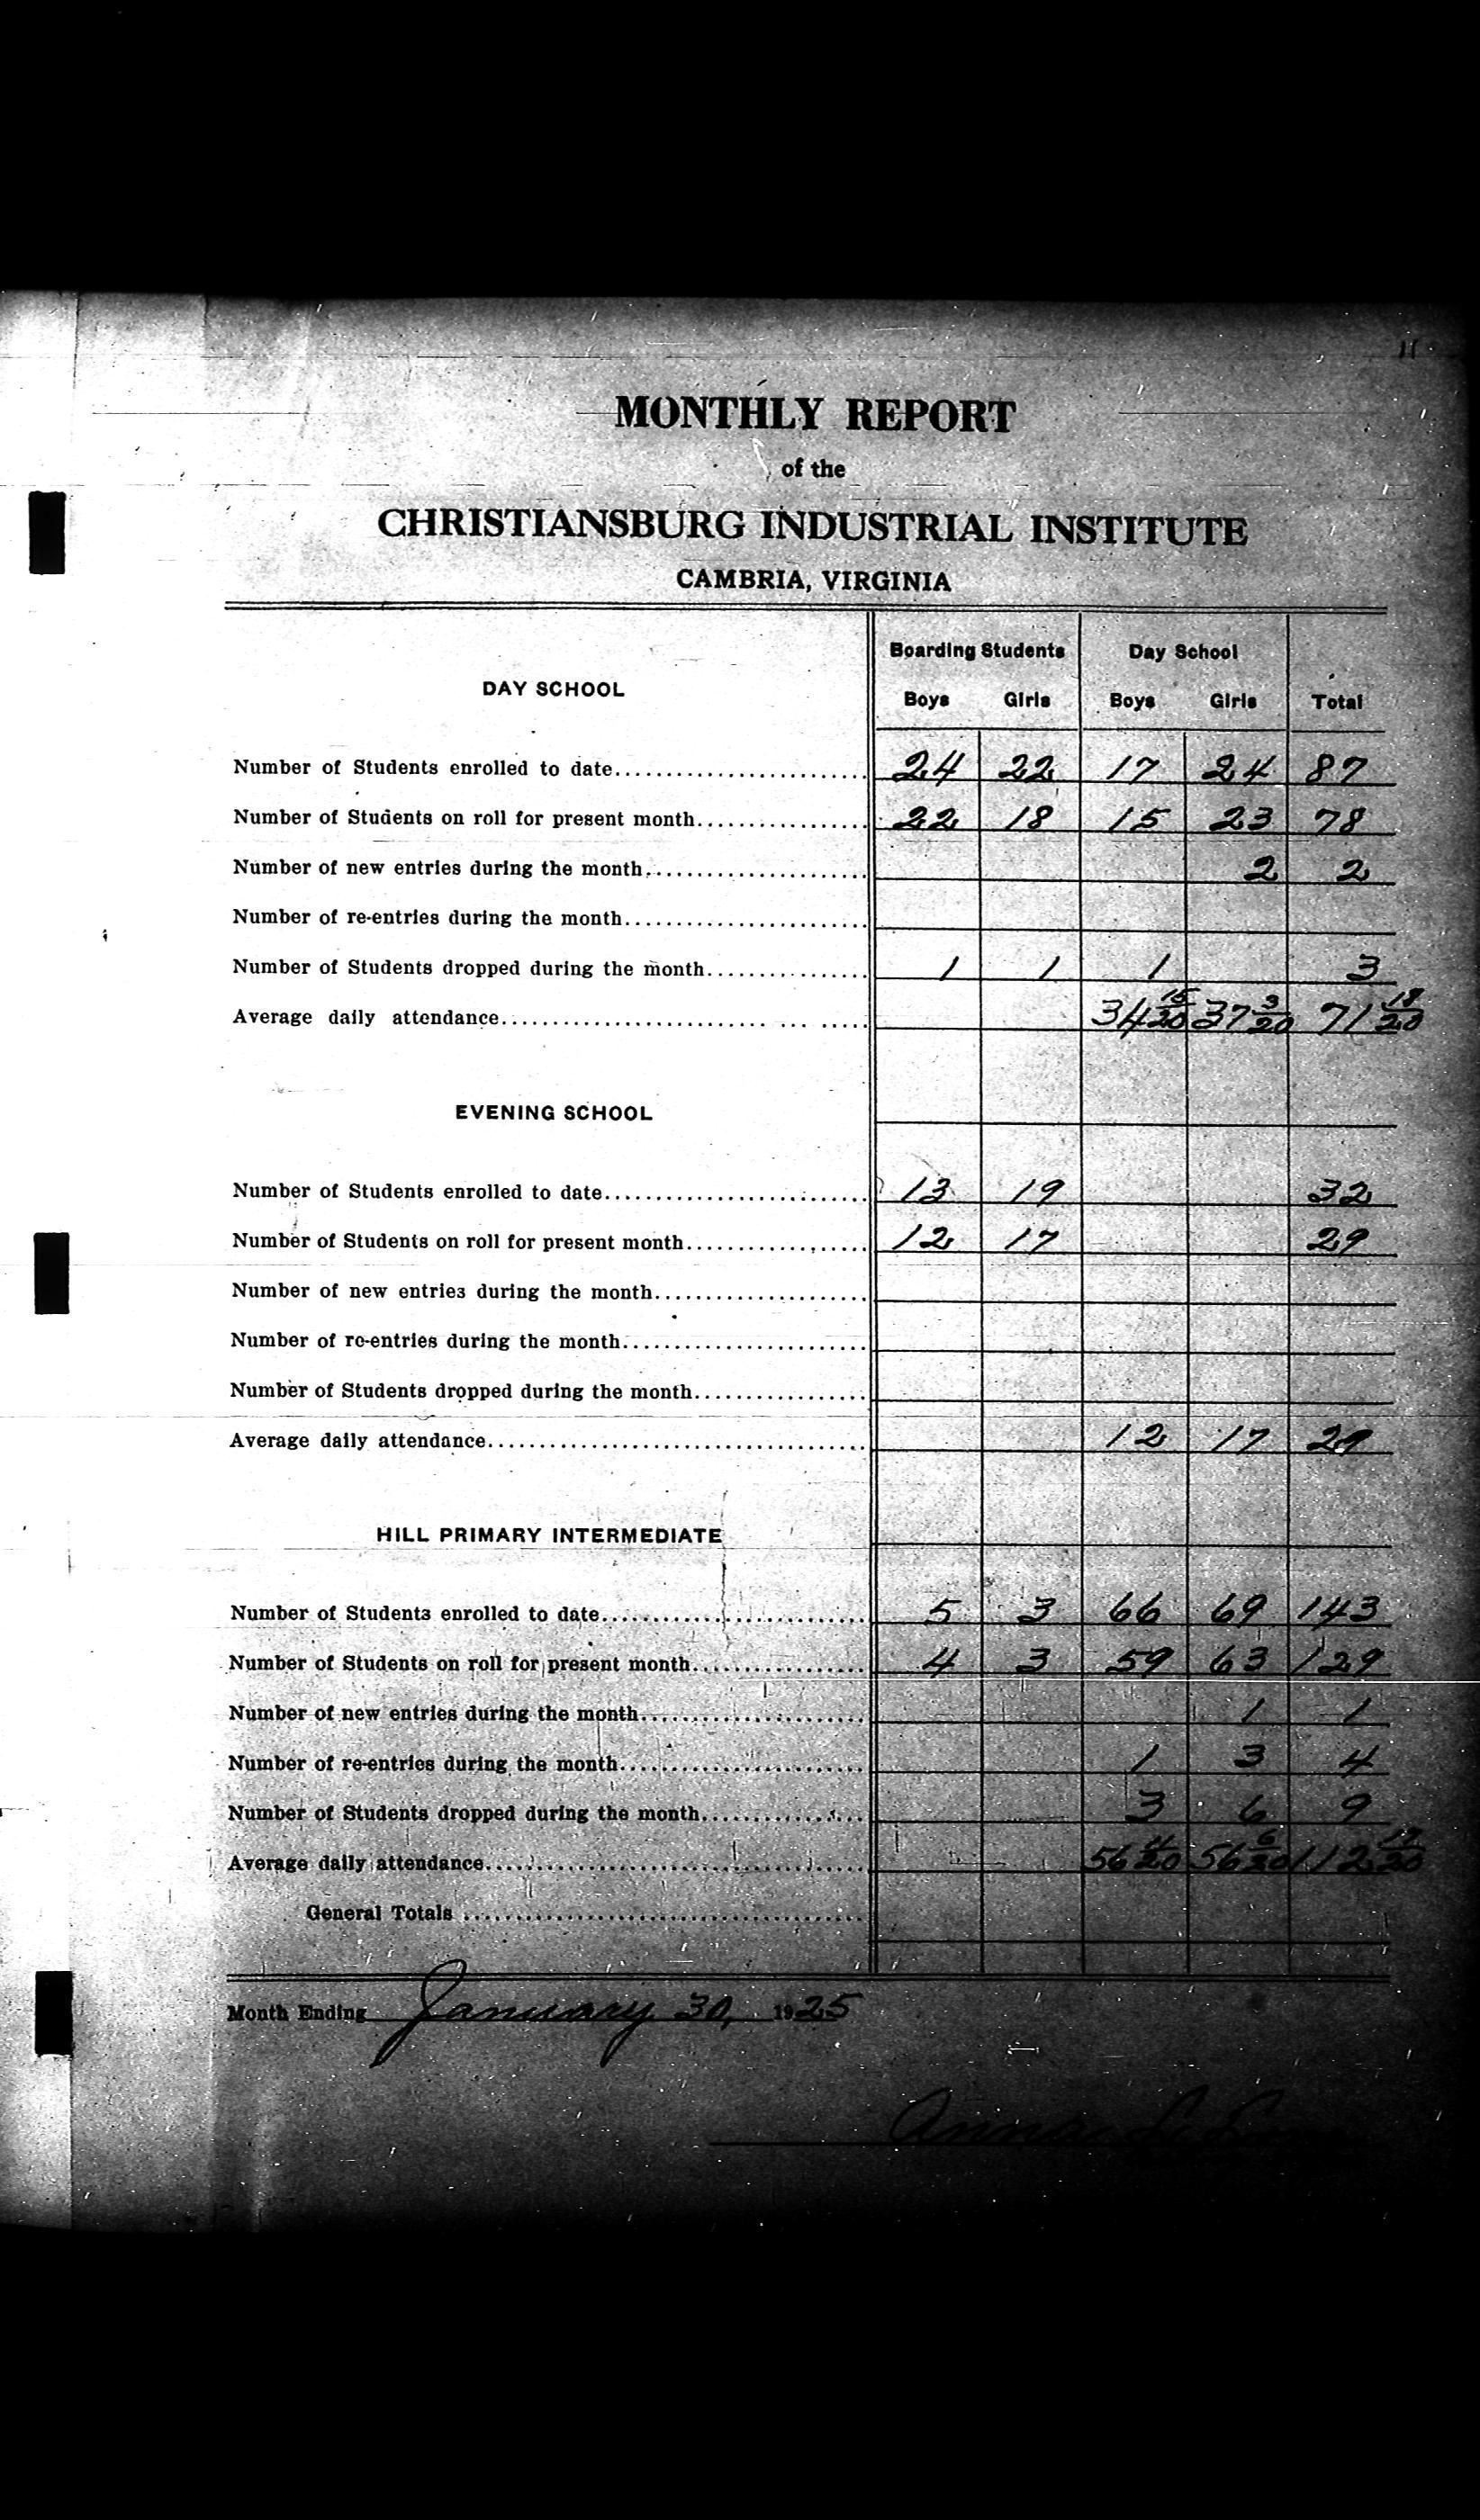 11
MONTHLY REPORT
of the
CHRISTIANSBURG INDUSTRIAL INSTITUTE
CAMBRIA, VIRGINIA
Boarding Students Day School
DAY SCHOOL
Boys Girls Boys Girls Total
Number of Students enrolled to date 24 22 17 24 87
Number of Students on roll for present month 22 18 15 23 78
Number of new entries during the month 2 2
Number of re-entries during the month
Number of Students dropped during the month 1 1 1 3
Average daily attendance 34 15/20 37 3/20 71 18/20
EVENING SCHOOL
Number of Students enrolled to date 13 19 32
Number of Students on roll for present month 12 17 29
Number of new entries during the month
Number of re-entries during the month
Number of Students dropped during the month
Average daily attendance 12 17 29
HILL PRIMARY INTERMEDIATE
Number of Students enrolled to date 5 3 66 69 143
Number of Students on roll for present month 4 3 59 63 129
Number of new entries during the month 1 1
Number of re-entries during the month 1 3 4
Number of Students dropped during the month 3 6 9
Average daily attendance 56 56 6/20 112
General Totals
Month Ending January 30, 1925
Anna L.